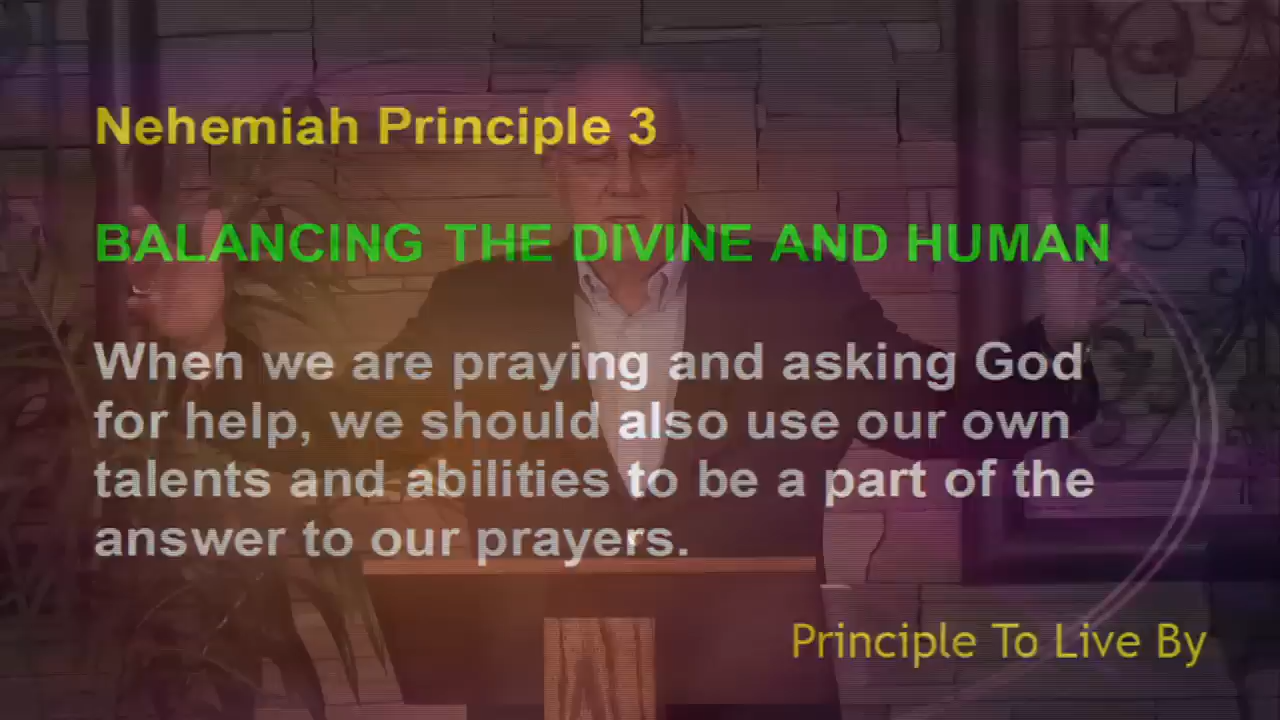 Nehemiah Principle 3
BALANCING THE DIVINE AND HUMAN
When we are praying and asking God
for help, we should also use our own
talents and abilities to be a part of the
answer to our prayers.
Principle To Live By